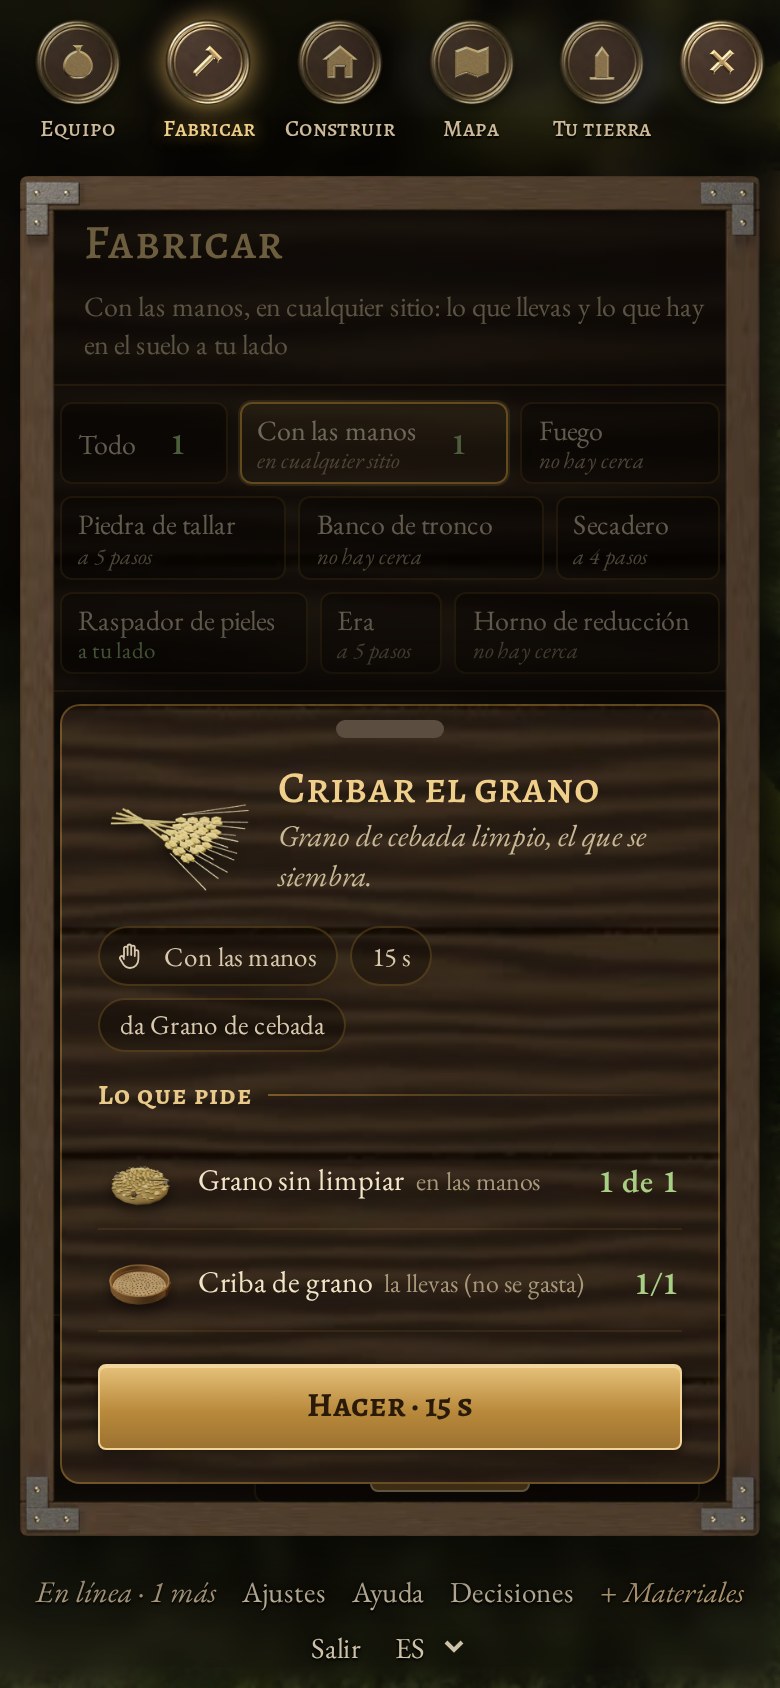 Equipo
Fabricar
Construir
Mapa
Tu tierra
Fabricar
Con las manos, en cualquier sitio: lo que llevas y lo que hay
en el suelo a tu lado
Todo 1
Con las manos 1
en cualquier sitio
Fuego
no hay cerca
Piedra de tallar
a 5 pasos
Banco de tronco
no hay cerca
Secadero
a 4 pasos
Raspador de pieles
a tu lado
Era
a 5 pasos
Horno de reducción
no hay cerca
Cribar el grano
Grano de cebada limpio, el que se
siembra.
Con las manos
15 s
da Grano de cebada
Lo que pide
Grano sin limpiar en las manos 1 de 1
Criba de grano la llevas (no se gasta) 1/1
Hacer · 15 s
En línea · 1 más Ajustes Ayuda Decisiones + Materiales
Salir ES